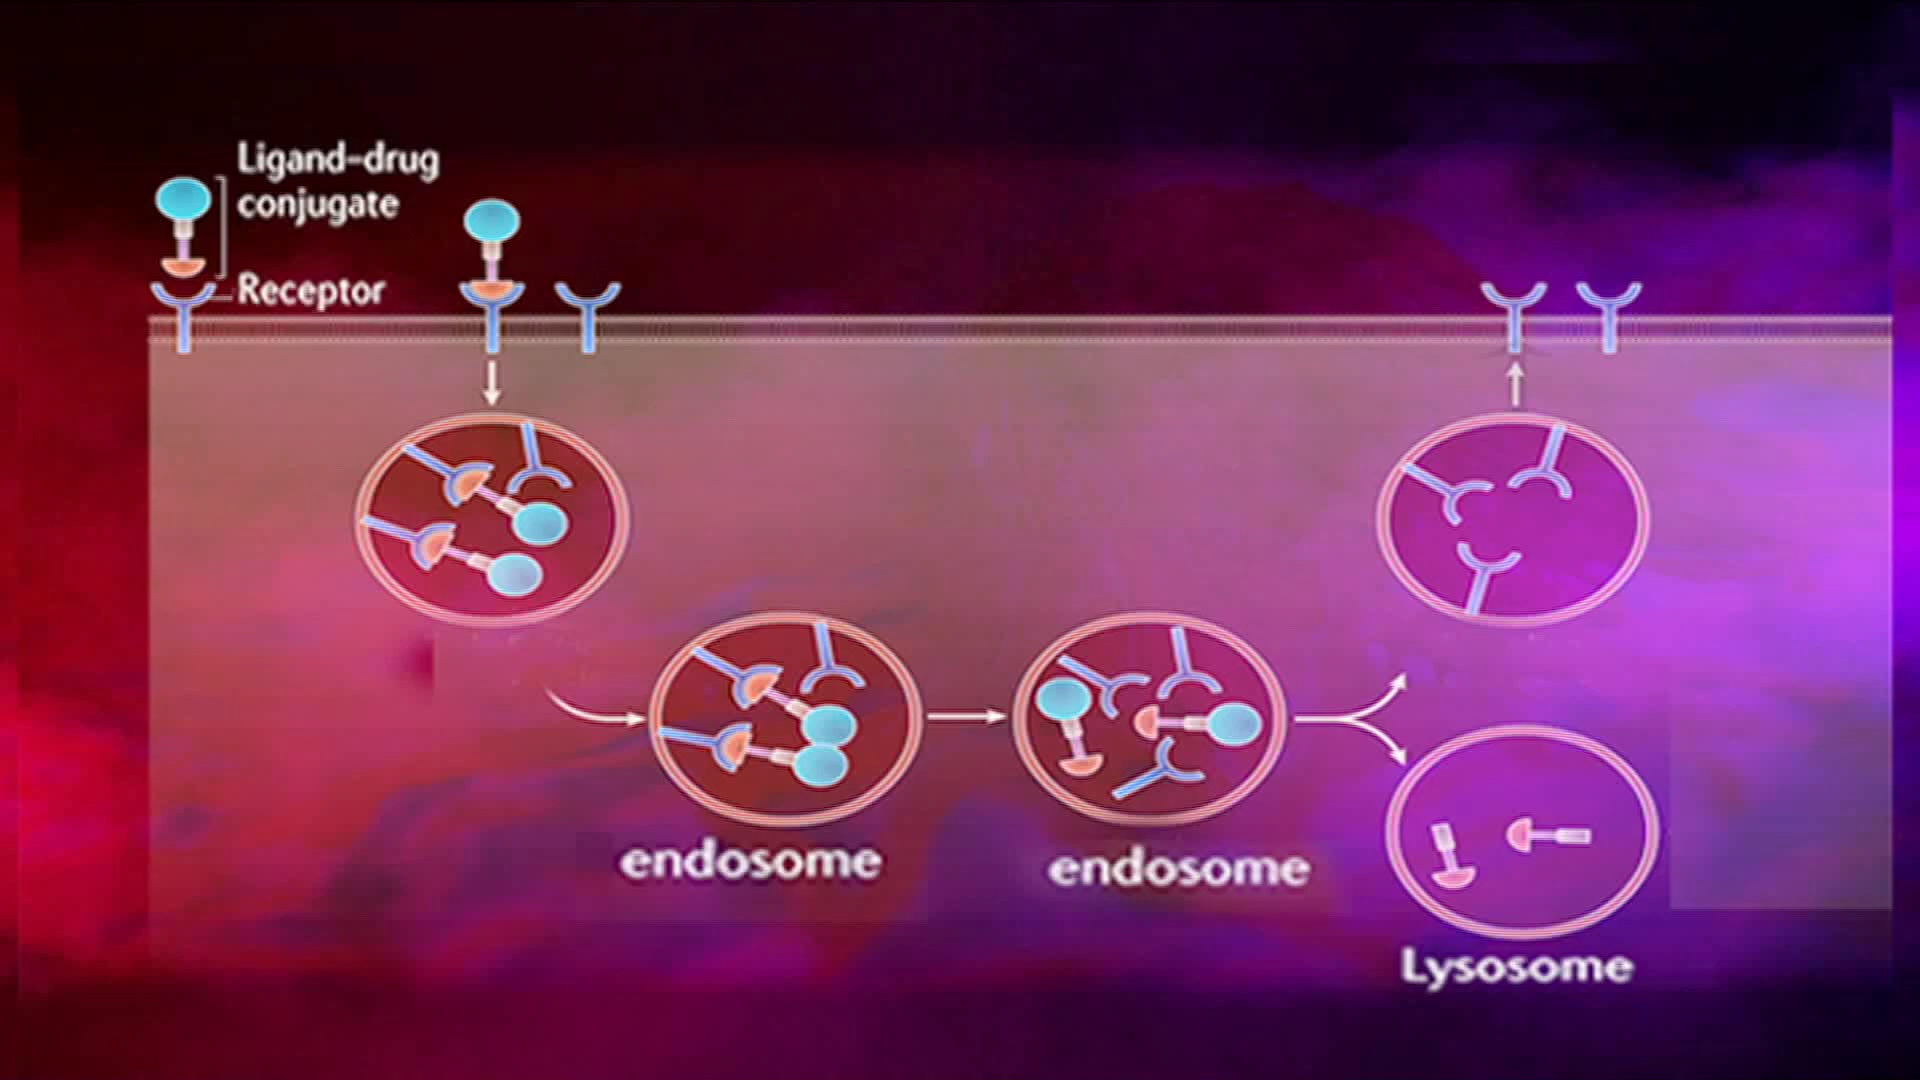 Ligand-drug
conjugate
Receptor
endosome
endosome
Lysosome